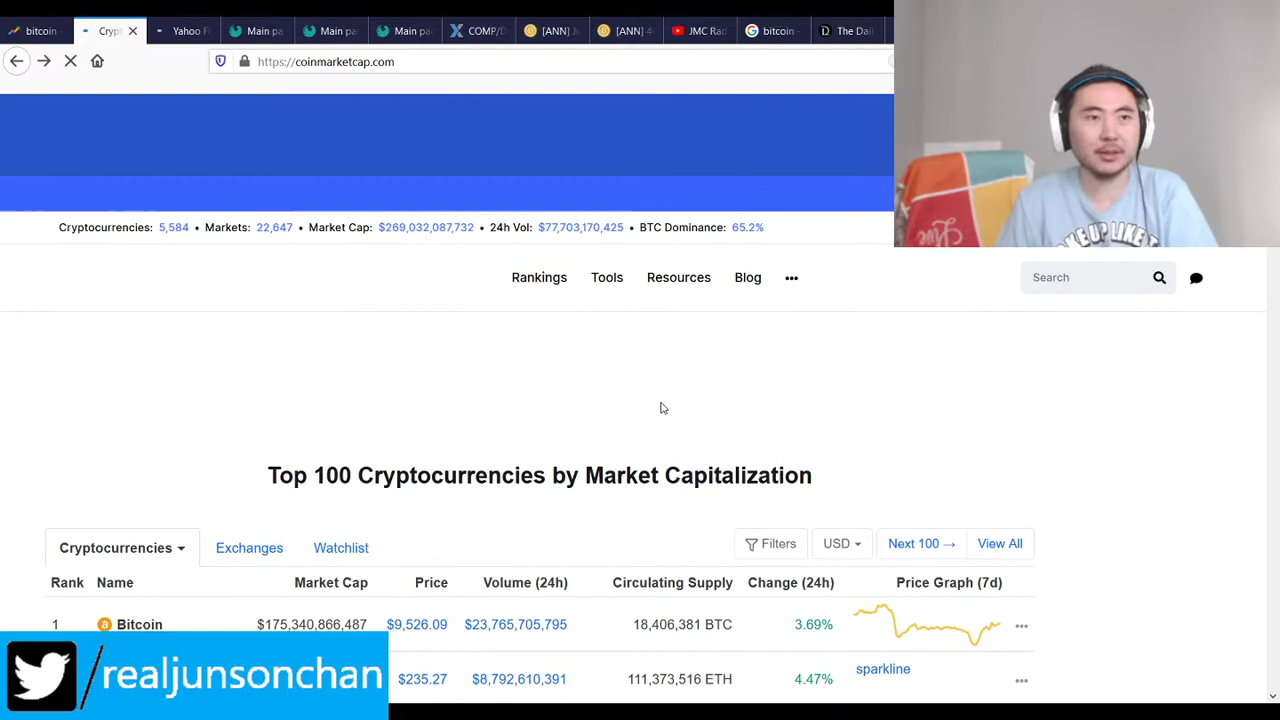 bitcoin
Crypt
Yahoo F
Main pa
Main pa
Main pa
COMP/D
[ANN] Ju
[ANN] 4
JMC Rad
bitcoin -
The Dail
https://coinmarketcap.com
Cryptocurrencies: 5,584 • Markets: 22,647 • Market Cap: $269,032,087,732 • 24h Vol: $77,703,170,425 • BTC Dominance: 65.2%
Rankings Tools Resources Blog
Search
Top 100 Cryptocurrencies by Market Capitalization
Cryptocurrencies Exchanges Watchlist Filters USD Next 100 → View All
Rank Name Market Cap Price Volume (24h) Circulating Supply Change (24h) Price Graph (7d)
1 Bitcoin $175,340,866,487 $9,526.09 $23,765,705,795 18,406,381 BTC 3.69%
$235.27 $8,792,610,391 111,373,516 ETH 4.47% sparkline
/realjunsonchan